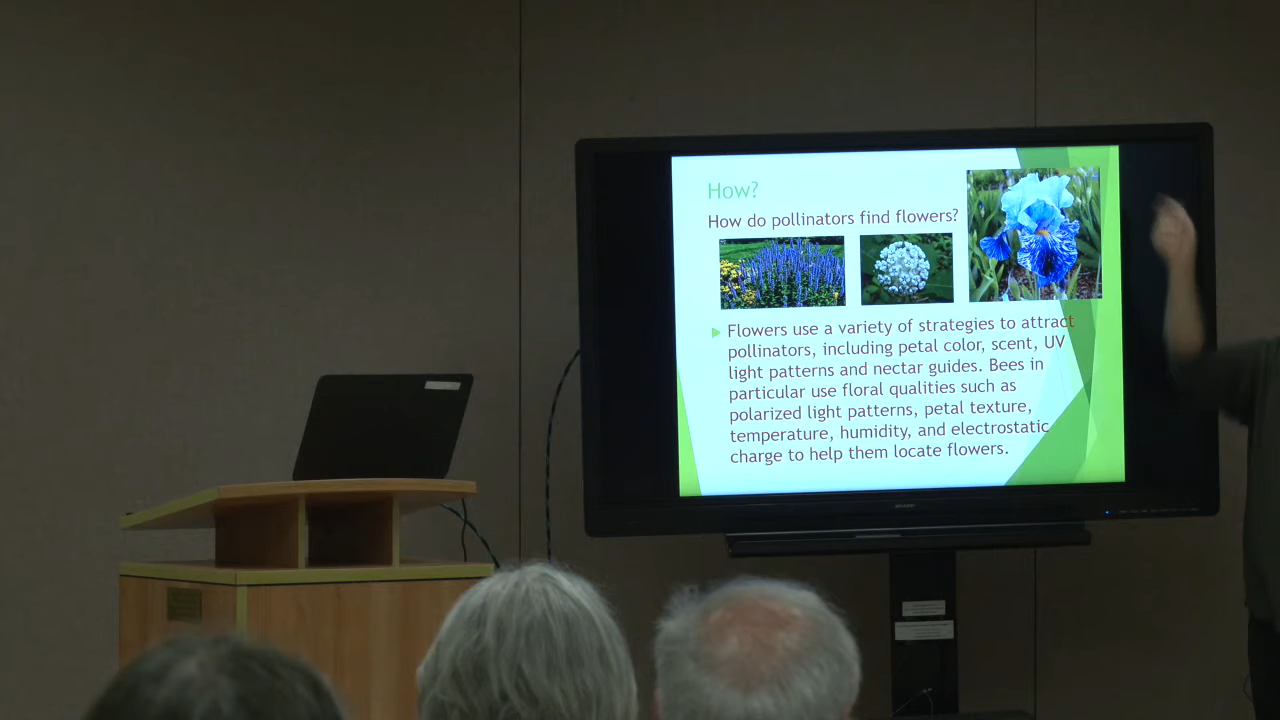 How?
How do pollinators find flowers?
Flowers use a variety of strategies to attract
pollinators, including petal color, scent, UV
light patterns and nectar guides. Bees in
particular use floral qualities such as
polarized light patterns, petal texture,
temperature, humidity, and electrostatic
charge to help them locate flowers.
SHARP